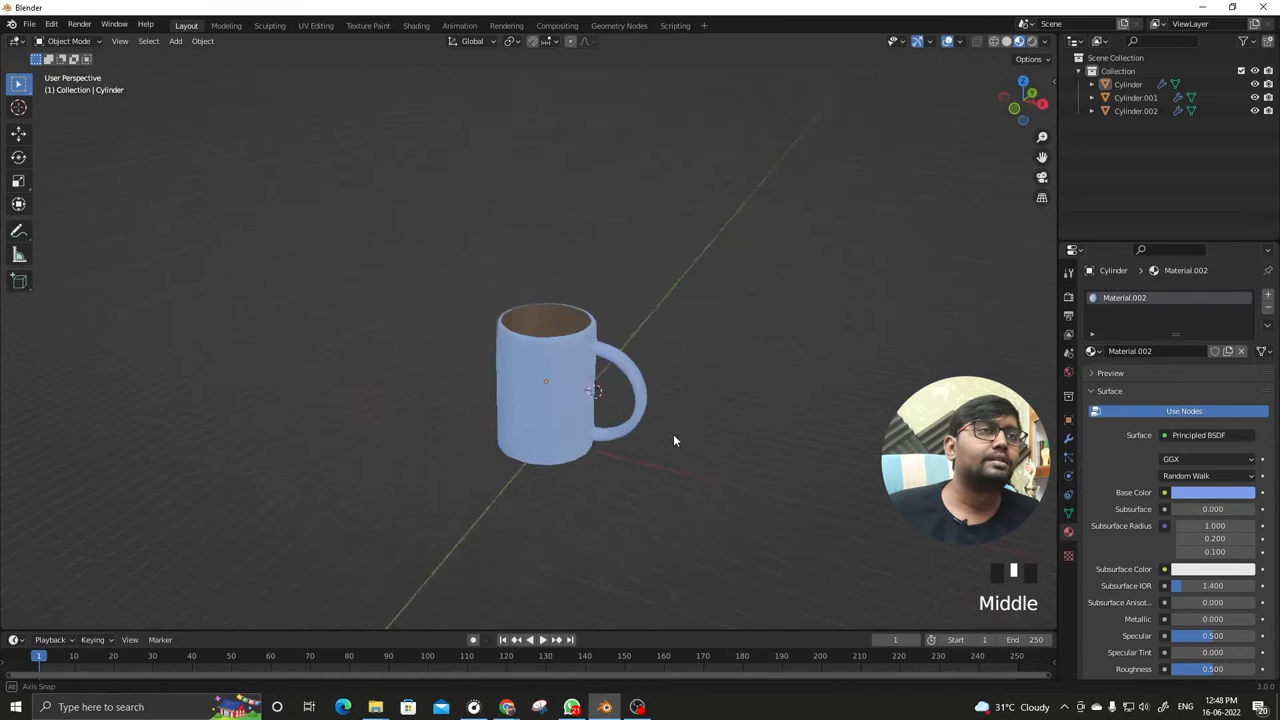 Blender
File Edit Render Window Help
Layout Modeling Sculpting UV Editing Texture Paint Shading Animation Rendering Compositing Geometry Nodes Scripting +
Scene
ViewLayer
Object Mode View Select Add Object
Global
Options
User Perspective
(1) Collection | Cylinder
Z
Y
X
Scene Collection
Collection
Cylinder
Cylinder.001
Cylinder.002
Cylinder Material.002
Material.002
Material.002
Preview
Surface
Use Nodes
Surface Principled BSDF
GGX
Random Walk
Base Color
Subsurface 0.000
Subsurface Radius 1.000
0.200
0.100
Subsurface Color
Subsurface IOR 1.400
Subsurface Anisot... 0.000
Metallic 0.000
Specular 0.500
Specular Tint 0.000
Roughness 0.500
Middle
Playback Keying View Marker
1 Start 1 End 250
1 10 20 30 40 50 60 70 80 90 100 110 120 130 140 150 160 170 180 190 200 210 220 230 240 250
Axis Snap
3.0.0
Type here to search
21
31°C Cloudy
ENG
12:48 PM
16-06-2022
20